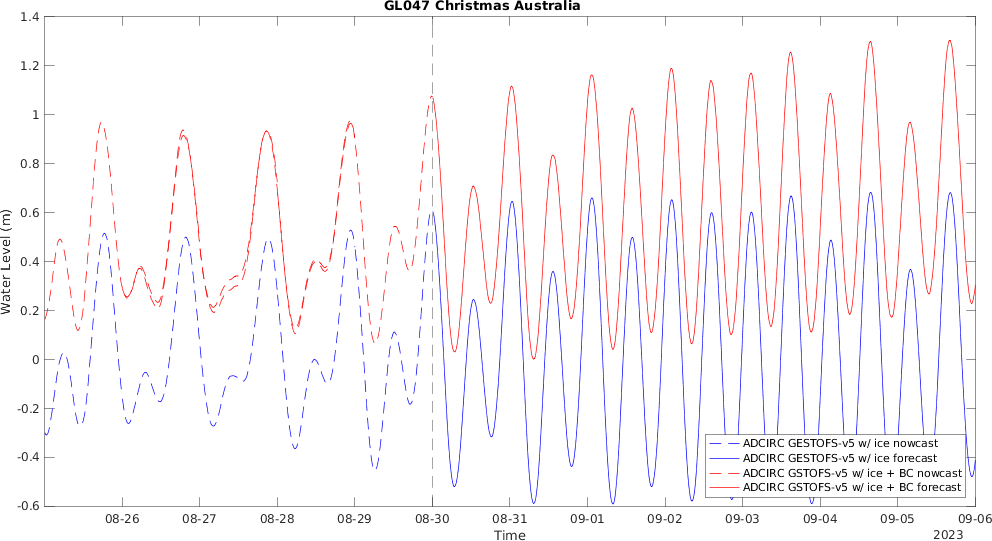 GL047 Christmas Australia
1.4
1.2
1
0.8
0.6
0.4
0.2
0
-0.2
-0.4
-0.6
Water Level (m)
ADCIRC GESTOFS-v5 w/ ice nowcast
ADCIRC GESTOFS-v5 w/ ice forecast
ADCIRC GSTOFS-v5 w/ ice + BC nowcast
ADCIRC GSTOFS-v5 w/ ice + BC forecast
08-26 08-27 08-28 08-29 08-30 08-31 09-01 09-02 09-03 09-04 09-05 09-06
Time
2023